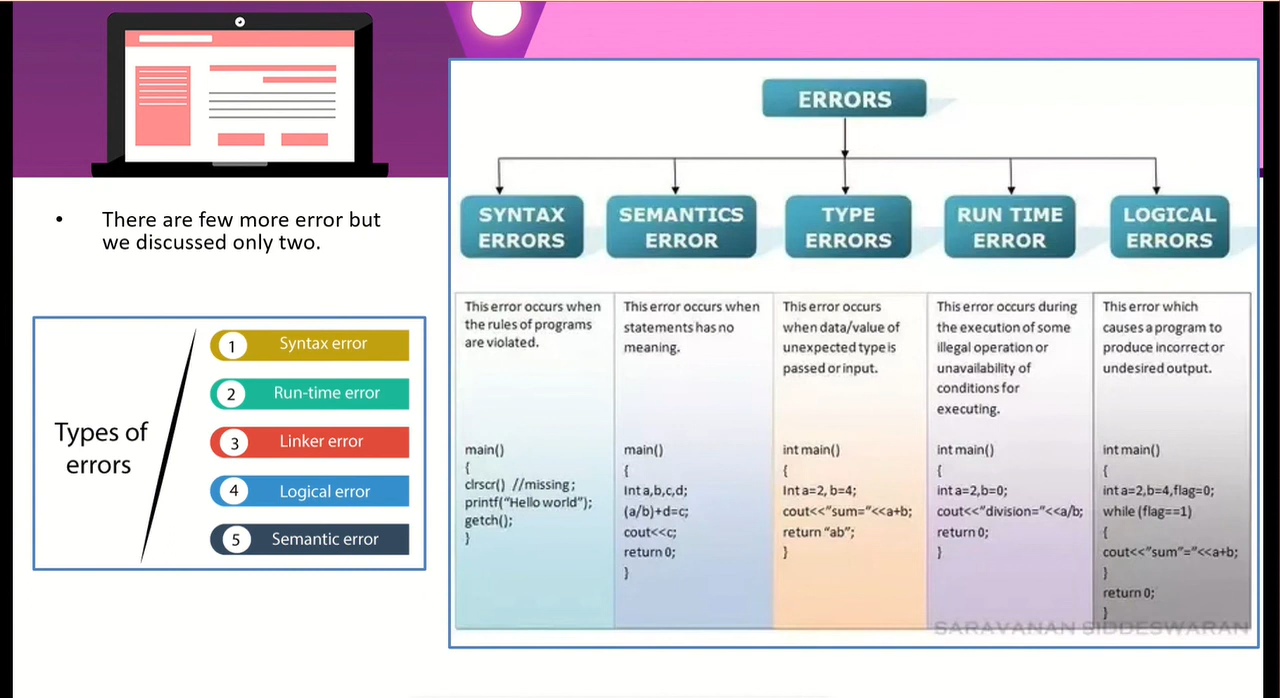 • There are few more error but
we discussed only two.
Types of
errors
1 Syntax error
2 Run-time error
3 Linker error
4 Logical error
5 Semantic error
ERRORS
SYNTAX
ERRORS
SEMANTICS
ERROR
TYPE
ERRORS
RUN TIME
ERROR
LOGICAL
ERRORS
This error occurs when
the rules of programs
are violated.
main()
{
clrscr() //missing;
printf(“Hello world”);
getch();
}
This error occurs when
statements has no
meaning.
main()
{
Int a,b,c,d;
(a/b)+d=c;
cout<<c;
return 0;
}
This error occurs
when data/value of
unexpected type is
passed or input.
int main()
{
Int a=2, b=4;
cout<<”sum=”<<a+b;
return “ab”;
}
This error occurs during
the execution of some
illegal operation or
unavailability of
conditions for
executing.
int main()
{
int a=2,b=0;
cout<<”division=”<<a/b;
return 0;
}
This error which
causes a program to
produce incorrect or
undesired output.
int main()
{
int a=2,b=4,flag=0;
while (flag==1)
{
cout<<”sum”=”<<a+b;
}
return 0;
}
SARAVANAN SIDDESWARAN